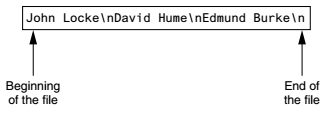 John Locke\nDavid Hume\nEdmund Burke\n
Beginning
of the file
End of
the file